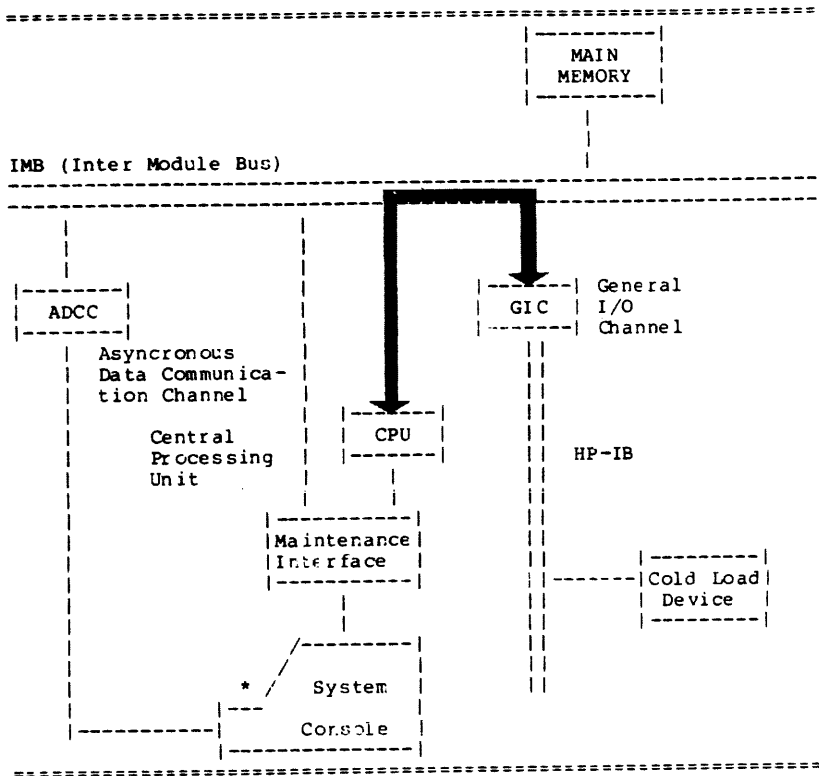 MAIN
MEMORY
IMB (Inter Module Bus)
ADCC
Asyncronous
Data Communica-
tion Channel
GIC
General
I/O
Channel
CPU
Central
Processing
Unit
HP-IB
Maintenance
Interface
Cold Load
Device
*
System
Console